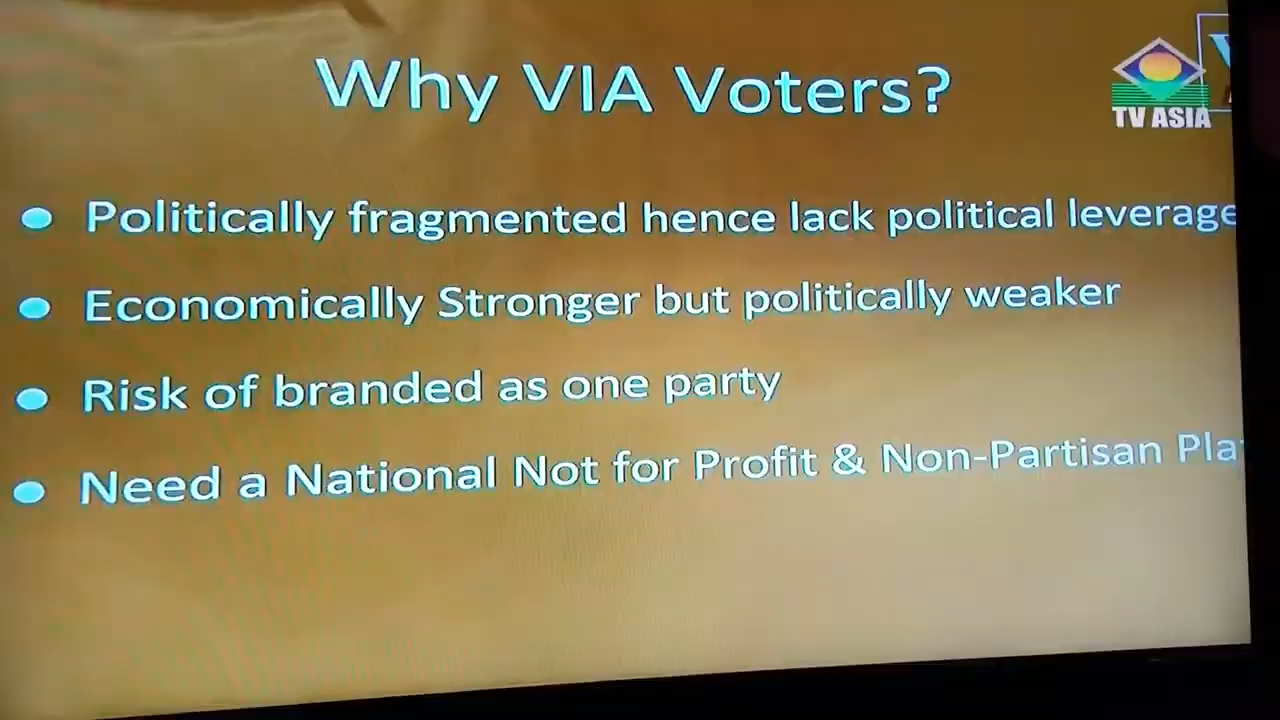 Why VIA Voters?
TV ASIA
Politically fragmented hence lack political leverage
Economically Stronger but politically weaker
Risk of branded as one party
Need a National Not for Profit & Non-Partisan